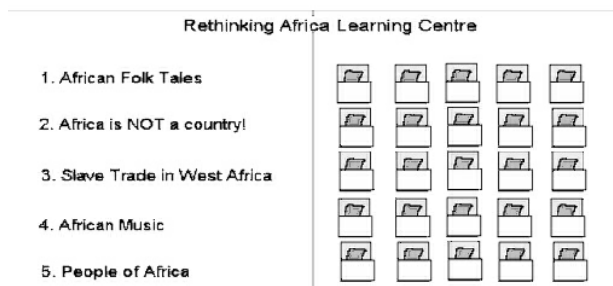 Rethinking Africa Learning Centre
1. African Folk Tales
2. Africa is NOT a country!
3. Slave Trade in West Africa
4. African Music
5. People of Africa